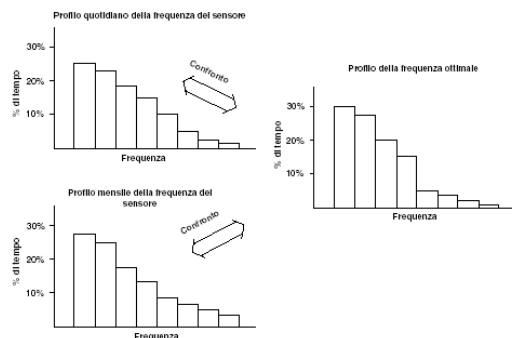 Profilo quotidiano della frequenza del sensore
30%
20%
10%
% di tempo
Confronto
Frequenza
Profilo della frequenza ottimale
30%
20%
10%
% di tempo
Frequenza
Profilo mensile della frequenza del
sensore
30%
20%
10%
% di tempo
Confronto
Frequenza